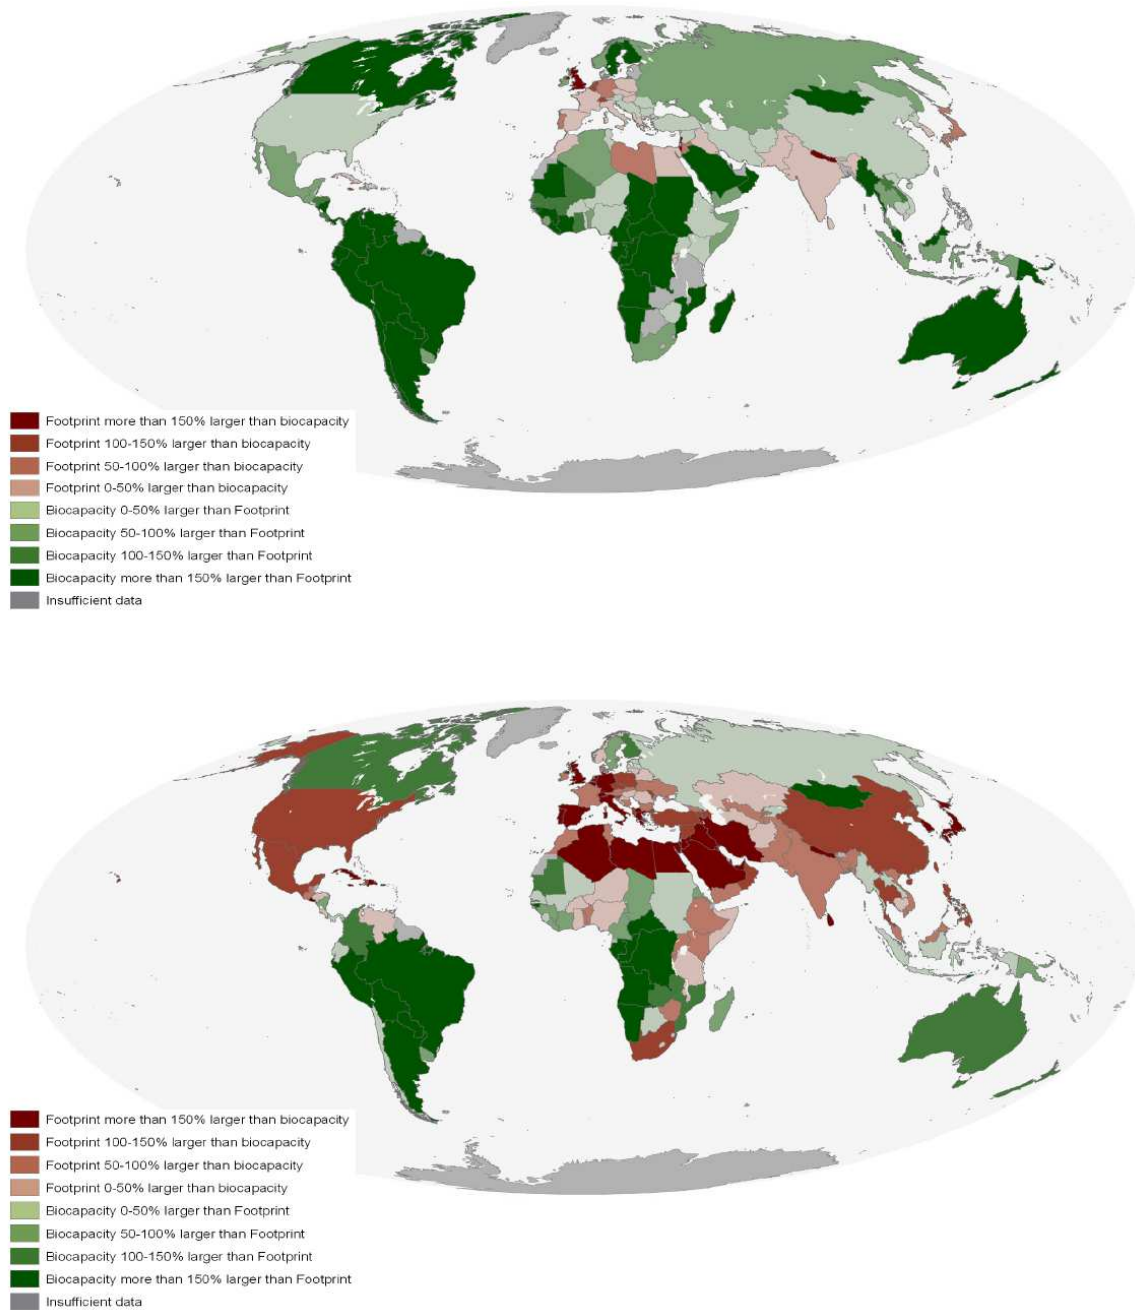 Footprint more than 150% larger than biocapacity
Footprint 100-150% larger than biocapacity
Footprint 50-100% larger than biocapacity
Footprint 0-50% larger than biocapacity
Biocapacity 0-50% larger than Footprint
Biocapacity 50-100% larger than Footprint
Biocapacity 100-150% larger than Footprint
Biocapacity more than 150% larger than Footprint
Insufficient data
Footprint more than 150% larger than biocapacity
Footprint 100-150% larger than biocapacity
Footprint 50-100% larger than biocapacity
Footprint 0-50% larger than biocapacity
Biocapacity 0-50% larger than Footprint
Biocapacity 50-100% larger than Footprint
Biocapacity 100-150% larger than Footprint
Biocapacity more than 150% larger than Footprint
Insufficient data